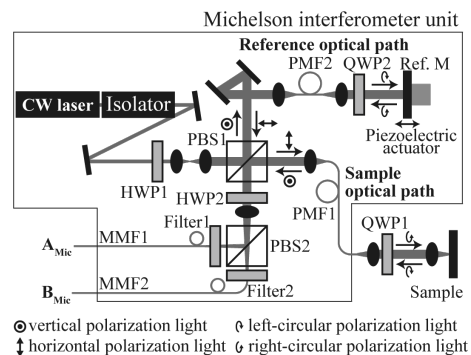 Michelson interferometer unit
Reference optical path
PMF2 QWP2 Ref. M
CW laser Isolator
PBS1
Piezoelectric
actuator
HWP1
Sample
optical path
HWP2
PMF1
Filter1
QWP1
A Mic MMF1
PBS2
MMF2
B Mic
Filter2
Sample
vertical polarization light left-circular polarization light
horizontal polarization light right-circular polarization light